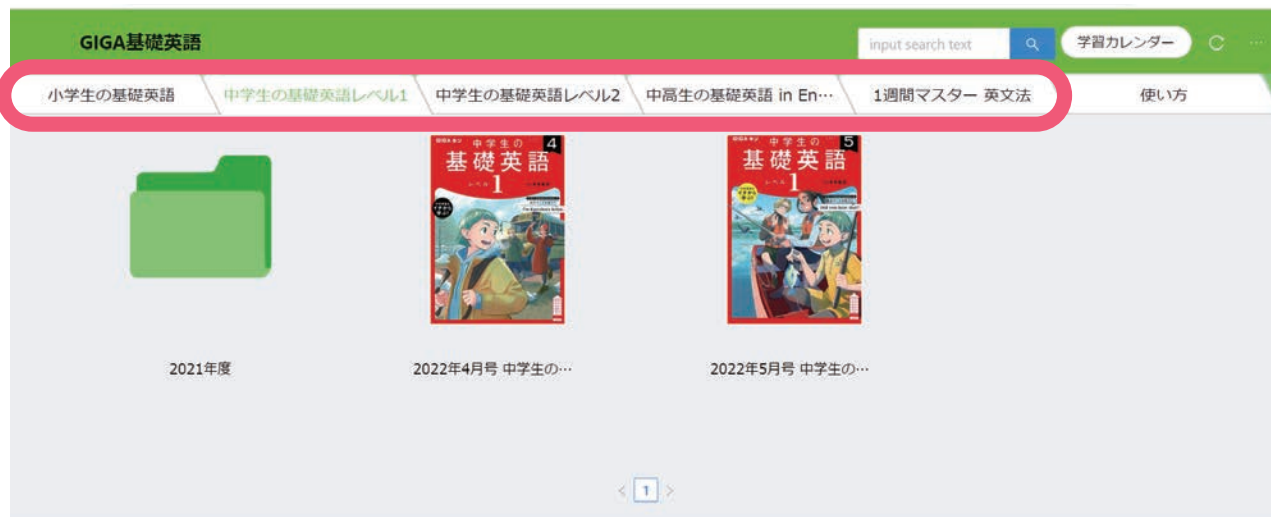 GIGA基礎英語
input search text
学習カレンダー
小学生の基礎英語
中学生の基礎英語レベル1
中学生の基礎英語レベル2
中高生の基礎英語 in En…
1週間マスター 英文法
使い方
中学生の
4
基礎英語
レベル 1
中学生の
5
基礎英語
レベル 1
2021年度
2022年4月号 中学生の…
2022年5月号 中学生の…
< 1 >